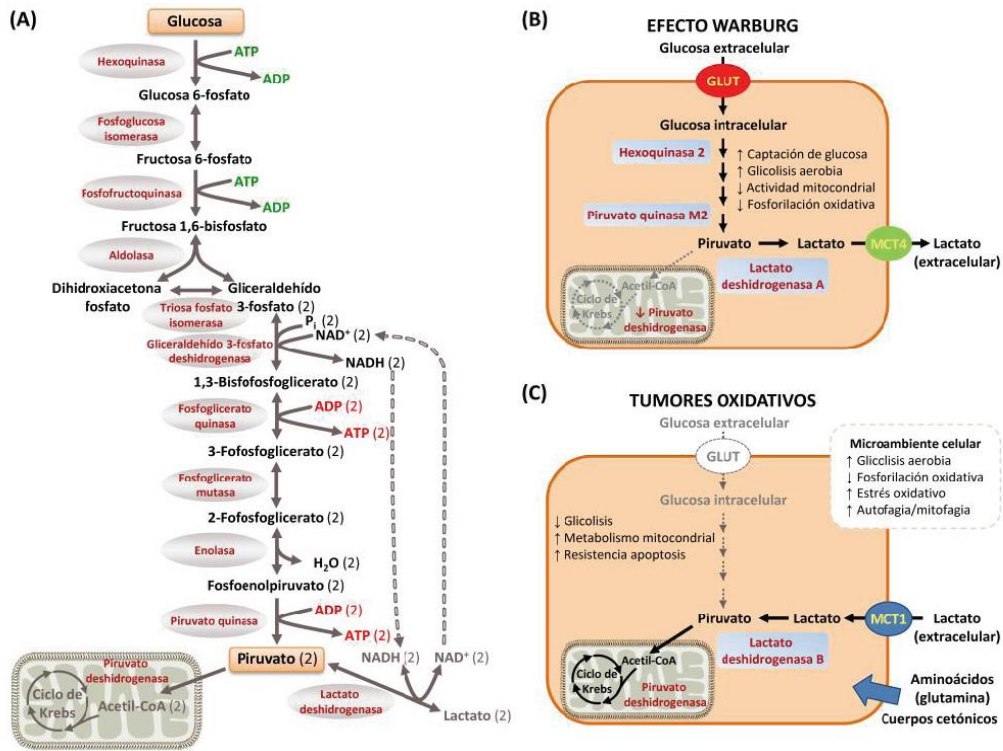 (A)
Glucosa
Hexoquinasa
ATP
ADP
Glucosa 6-fosfato
Fosfoglucosa
isomerasa
Fructosa 6-fosfato
Fosfofructoquinasa
ATP
ADP
Fructosa 1,6-bisfosfato
Aldolasa
Dihidroxiacetona
fosfato
Gliceraldehído
3-fosfato (2)
Triosa fosfato
isomerasa
Pi (2)
NAD+ (2)
Gliceraldehído 3-fosfato
deshidrogenasa
NADH (2)
1,3-Bisfofosfoglicerato (2)
Fosfoglicerato
quinasa
ADP (2)
ATP (2)
3-Fofosfoglicerato (2)
Fosfoglicerato
mutasa
2-Fofosfoglicerato (2)
Enolasa
H2O (2)
Fosfoenolpiruvato (2)
Piruvato quinasa
ADP (2)
ATP (2)
Piruvato (2)
NADH (2)
NAD+ (2)
Lactato
deshidrogenasa
Lactato (2)
Piruvato
deshidrogenasa
Ciclo de
Krebs
Acetil-CoA (2)
(B)
EFECTO WARBURG
Glucosa extracelular
GLUT
Glucosa intracelular
Hexoquinasa 2
↑ Captación de glucosa
↑ Glicolisis aerobia
↓ Actividad mitocondrial
↓ Fosforilación oxidativa
Piruvato quinasa M2
Piruvato
Lactato
MCT4
Lactato
(extracelular)
Lactato
deshidrogenasa A
Acetil-CoA
Ciclo de
Krebs
↓ Piruvato
deshidrogenasa
(C)
TUMORES OXIDATIVOS
Glucosa extracelular
GLUT
Glucosa intracelular
Microambiente celular
↑ Glicclisis aerobia
↓ Fosforilación oxidativa
↑ Estrés oxidativo
↑ Autofagia/mitofagia
↓ Glicolisis
↑ Metabolismo mitocondrial
↑ Resistencia apoptosis
Piruvato
Lactato
MCT1
Lactato
(extracelular)
Lactato
deshidrogenasa B
Acetil-CoA
Ciclo de
Krebs
Piruvato
deshidrogenasa
Aminoácidos
(glutamina)
Cuerpos cetónicos